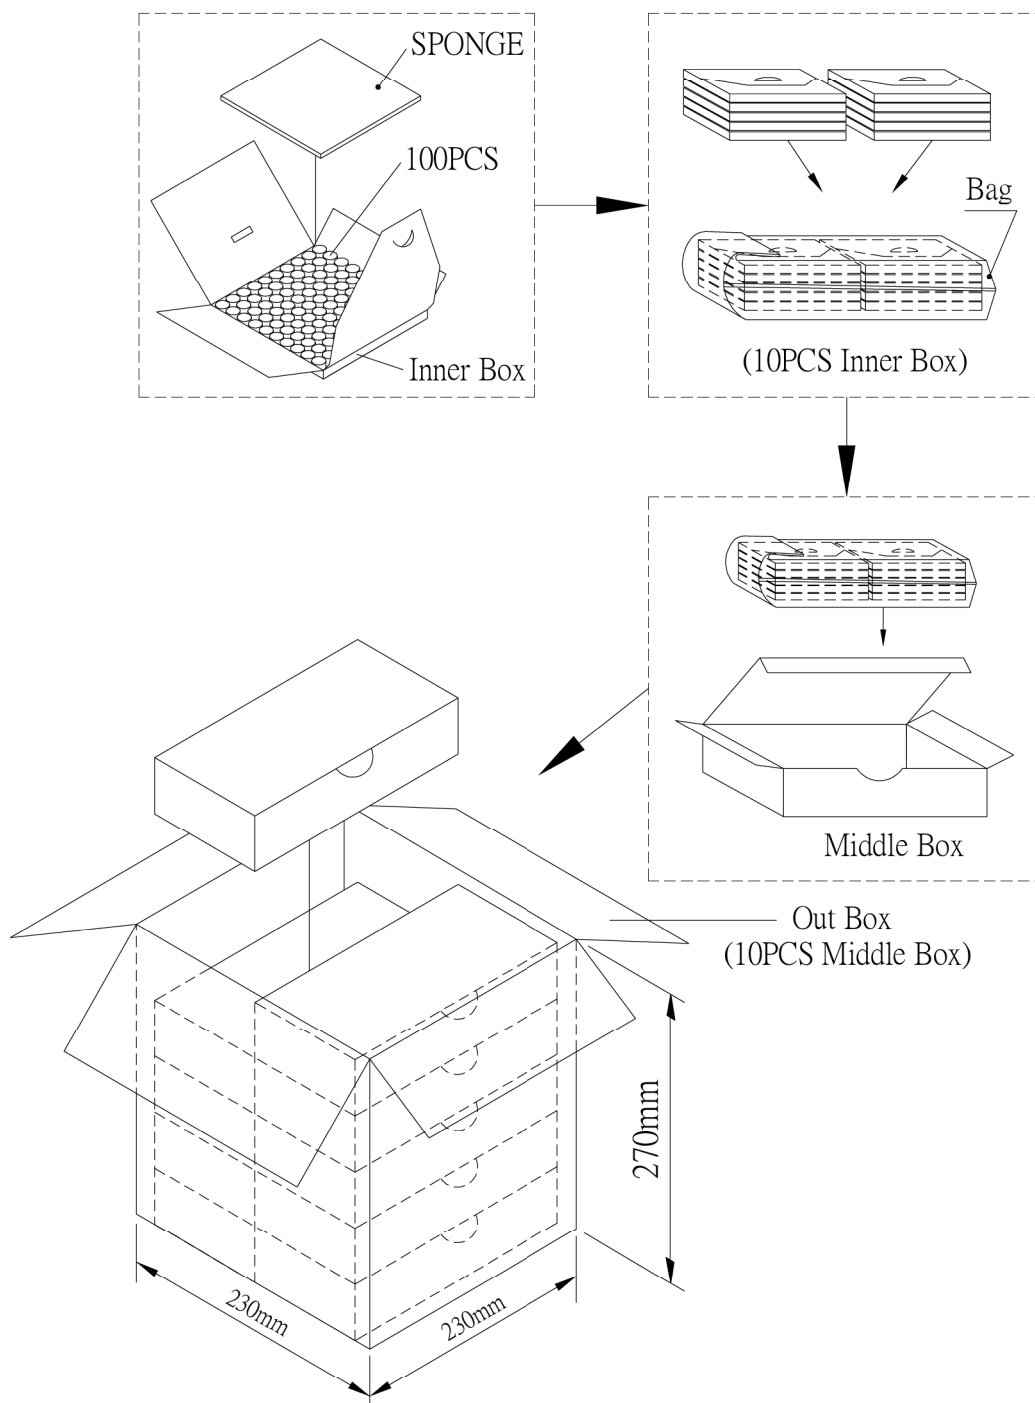 SPONGE
100PCS
Inner Box
Bag
(10PCS Inner Box)
Middle Box
Out Box
(10PCS Middle Box)
270mm
230mm
230mm